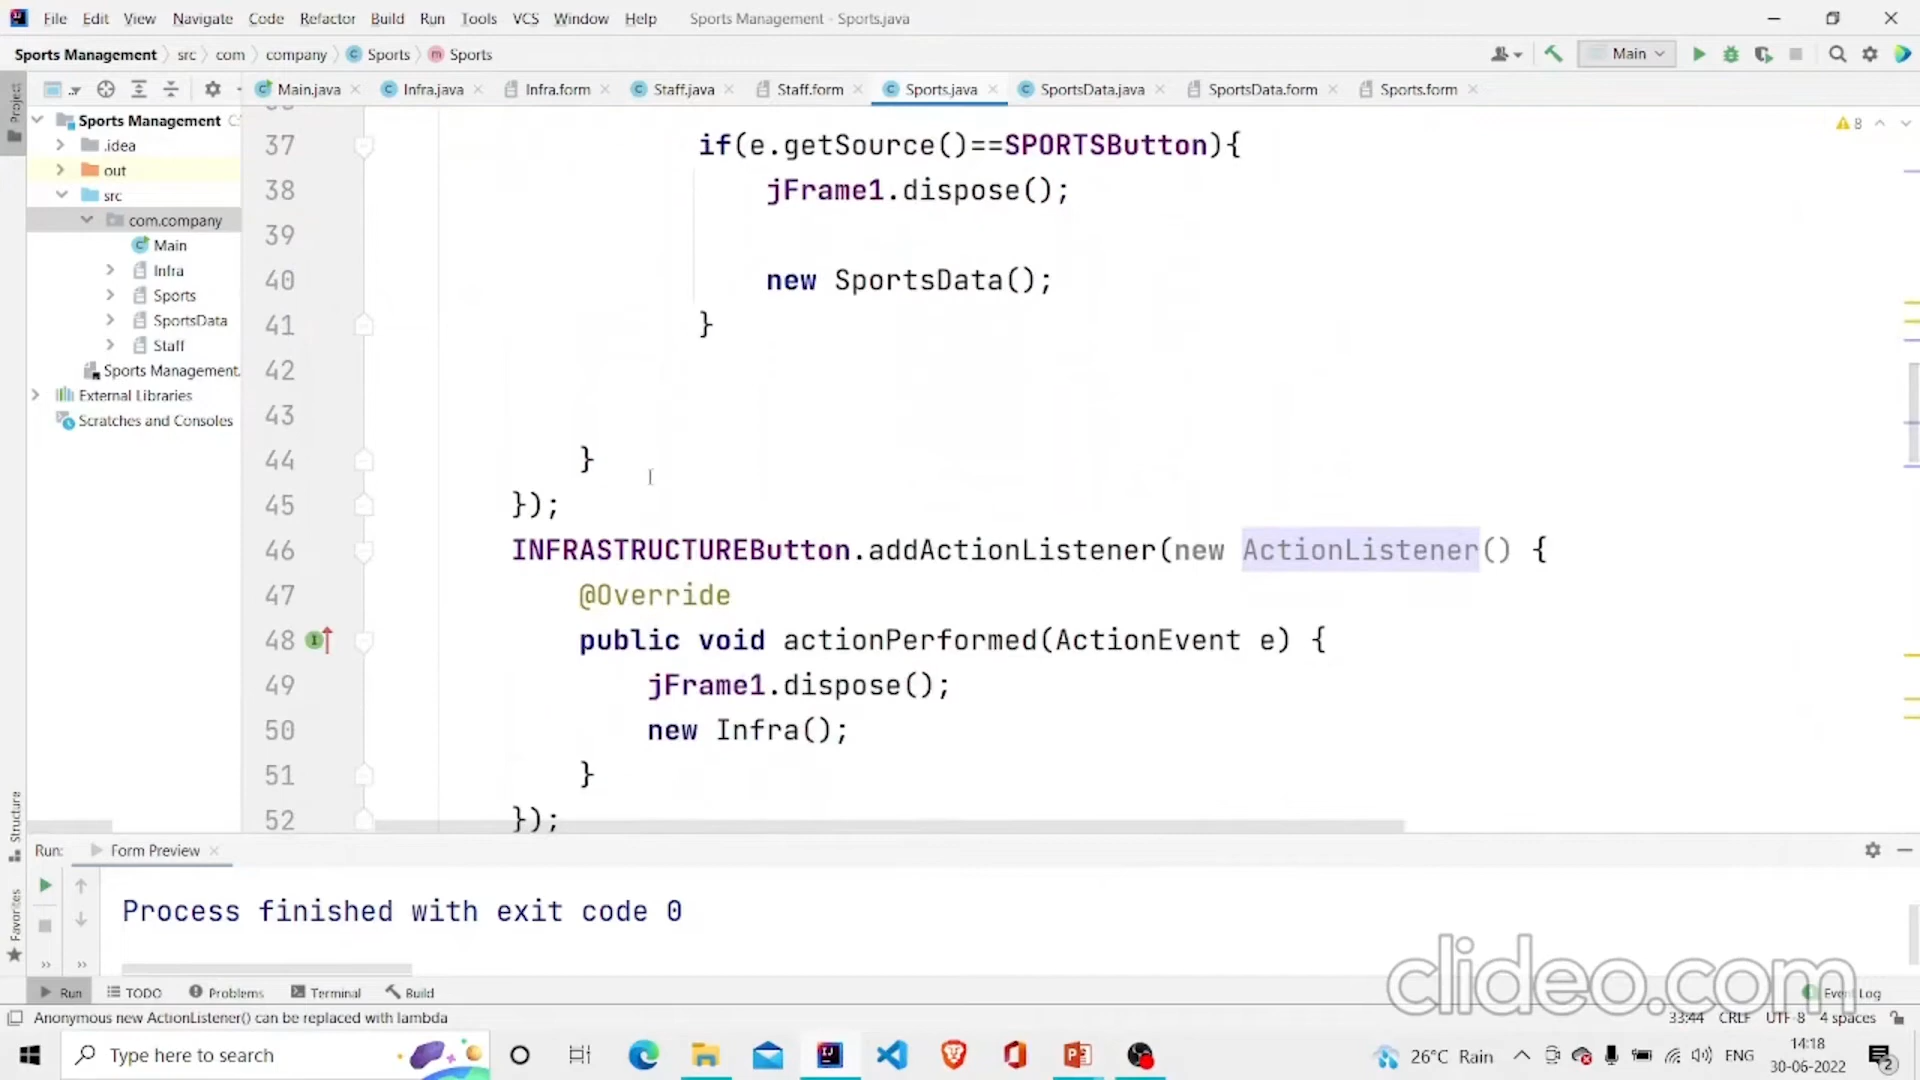 File Edit View Navigate Code Refactor Build Run Tools VCS Window Help Sports Management - Sports.java
Sports Management src com company Sports Sports Main
Project
Main.java Infra.java Infra.form Staff.java Staff.form Sports.java SportsData.java SportsData.form Sports.form
Sports Management
.idea
out
src
com.company
Main
Infra
Sports
SportsData
Staff
Sports Management.
External Libraries
Scratches and Consoles
8
37 if(e.getSource()==SPORTSButton){
38 jFrame1.dispose();
39
40 new SportsData();
41 }
42
43
44 }
45 });
46 INFRASTRUCTUREButton.addActionListener(new ActionListener() {
47 @Override
48 public void actionPerformed(ActionEvent e) {
49 jFrame1.dispose();
50 new Infra();
51 }
52 });
Structure
Favorites
Run: Form Preview
Process finished with exit code 0
clideo.com
Run TODO Problems Terminal Build Event Log
Anonymous new ActionListener() can be replaced with lambda 33:44 CRLF UTF-8 4 spaces
Type here to search 26°C Rain ENG 14:18
30-06-2022 2